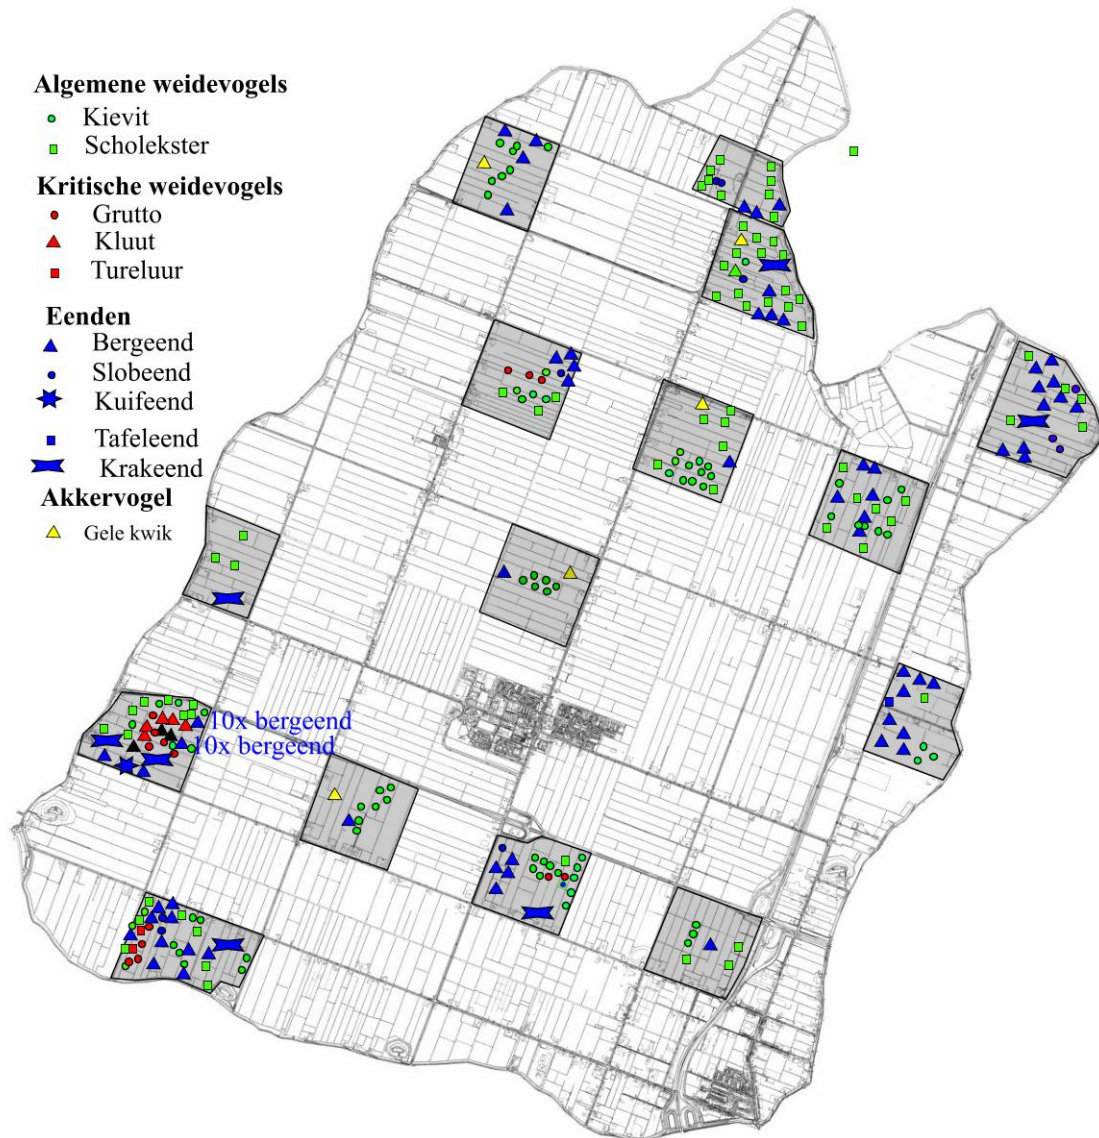 Algemene weidevogels
Kievit
Scholekster
Kritische weidevogels
Grutto
Kluut
Tureluur
Eenden
Bergeend
Slobeend
Kuifeend
Tafeleend
Krakeend
Akkervogel
Gele kwik
10x bergeend
10x bergeend